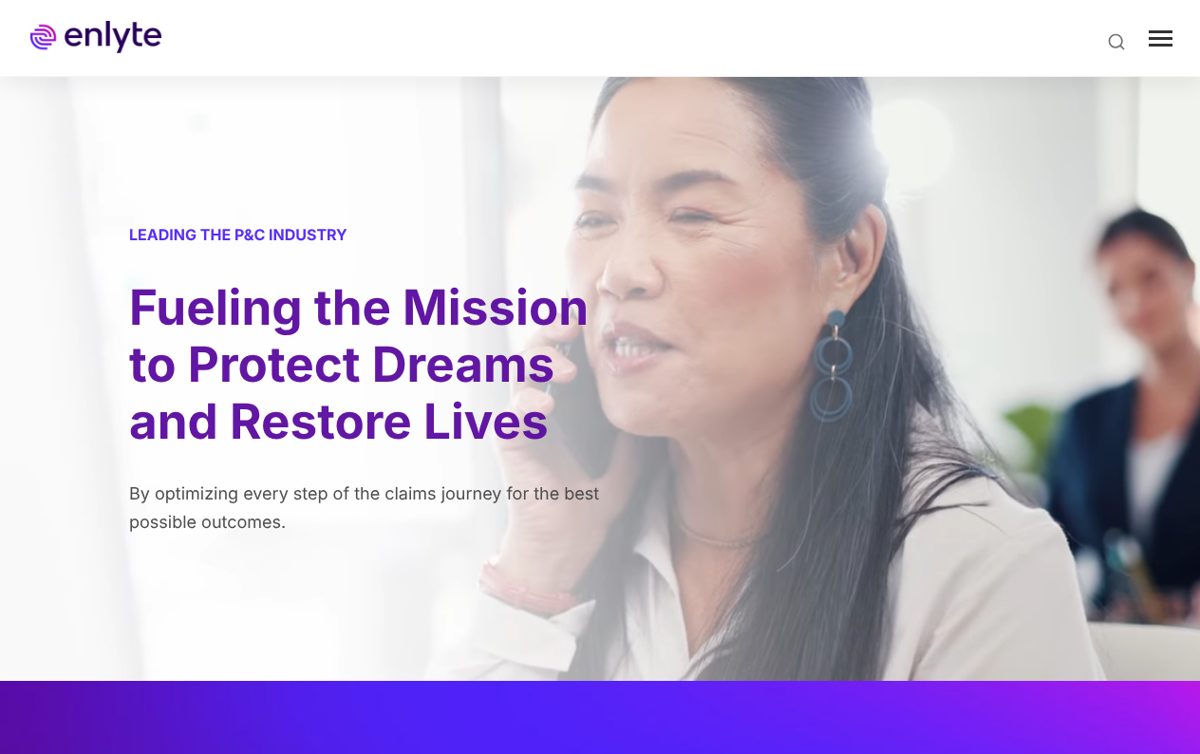 enlyte
LEADING THE P&C INDUSTRY
Fueling the Mission
to Protect Dreams
and Restore Lives
By optimizing every step of the claims journey for the best
possible outcomes.